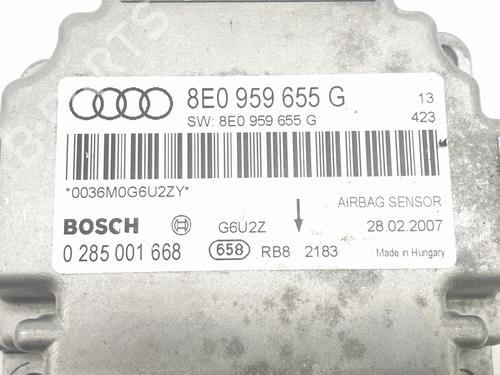 8E0 959 655 G 13
SW: 8E0 959 655 G 423
*0036M0G6U2ZY* AIRBAG SENSOR
BOSCH G6U2Z 28.02.2007
0 285 001 668 658 RB8 2183 Made in Hungary